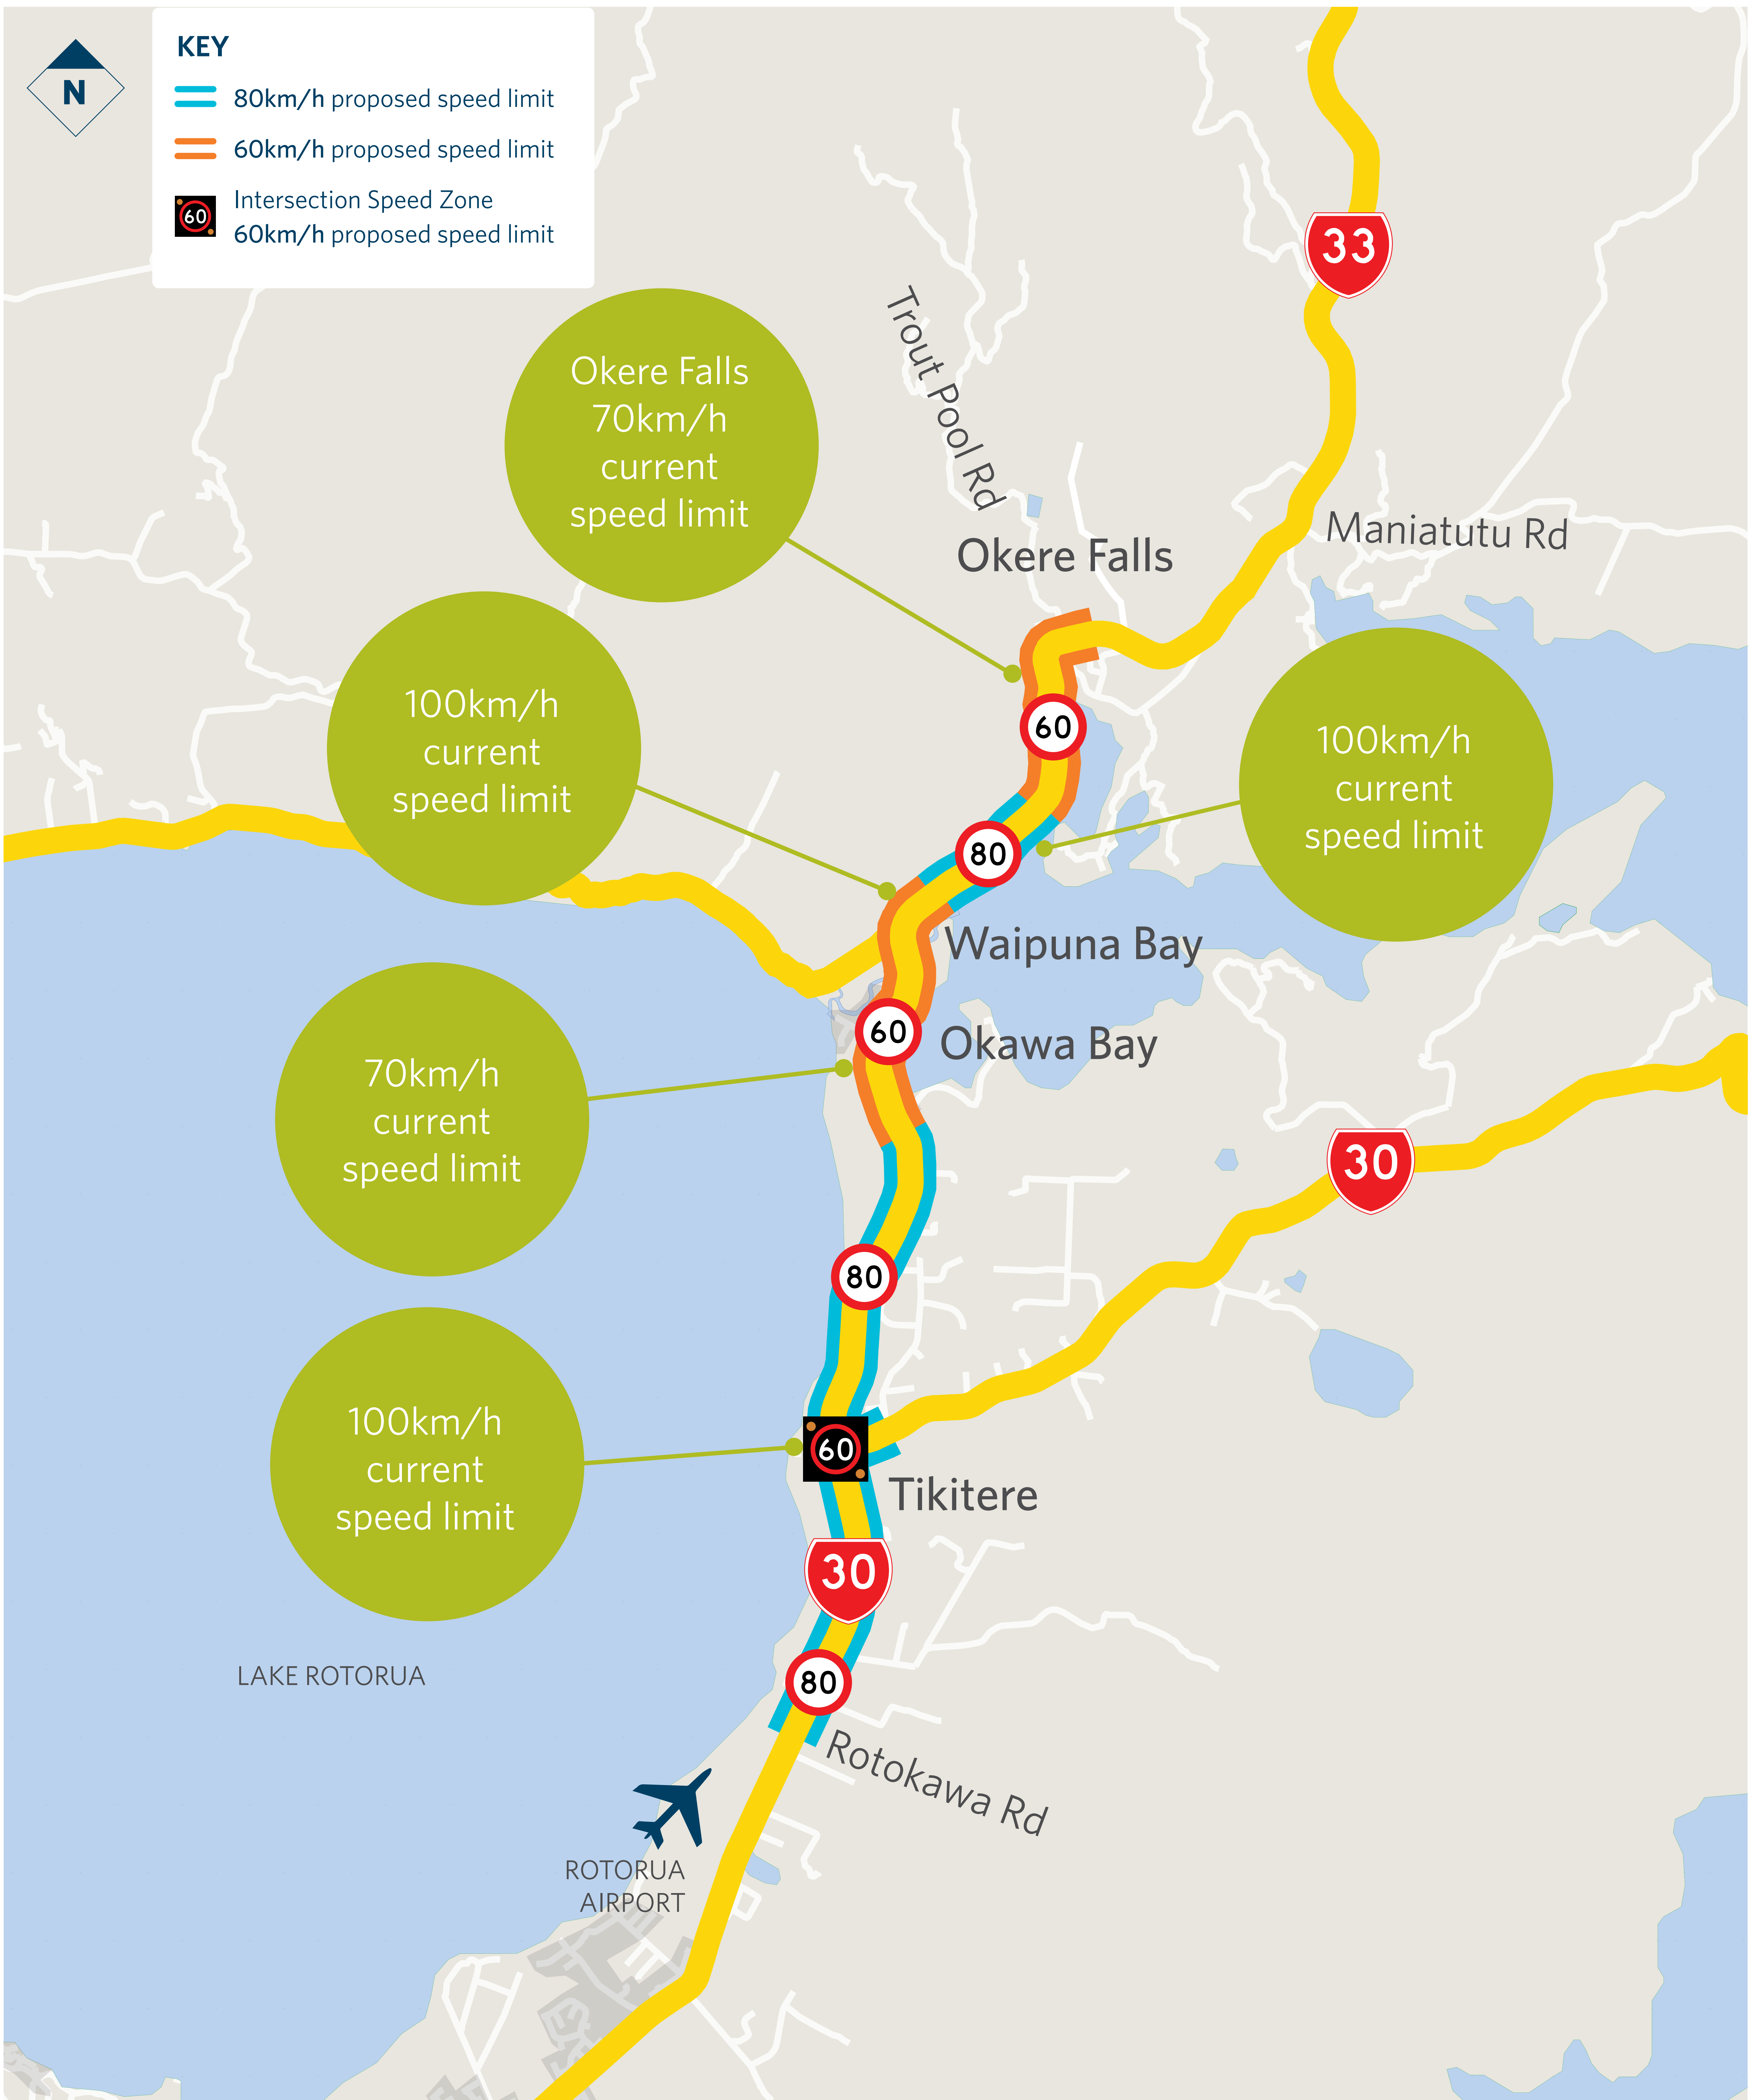 N
KEY
80km/h proposed speed limit
60km/h proposed speed limit
60
Intersection Speed Zone
60km/h proposed speed limit
33
Trout Pool Rd
Okere Falls
70km/h
current
speed limit
Maniatutu Rd
Okere Falls
100km/h
current
speed limit
60
100km/h
current
speed limit
80
Waipuna Bay
60
Okawa Bay
70km/h
current
speed limit
30
80
100km/h
current
speed limit
60
Tikitere
30
LAKE ROTORUA
80
Rotokawa Rd
ROTORUA
AIRPORT